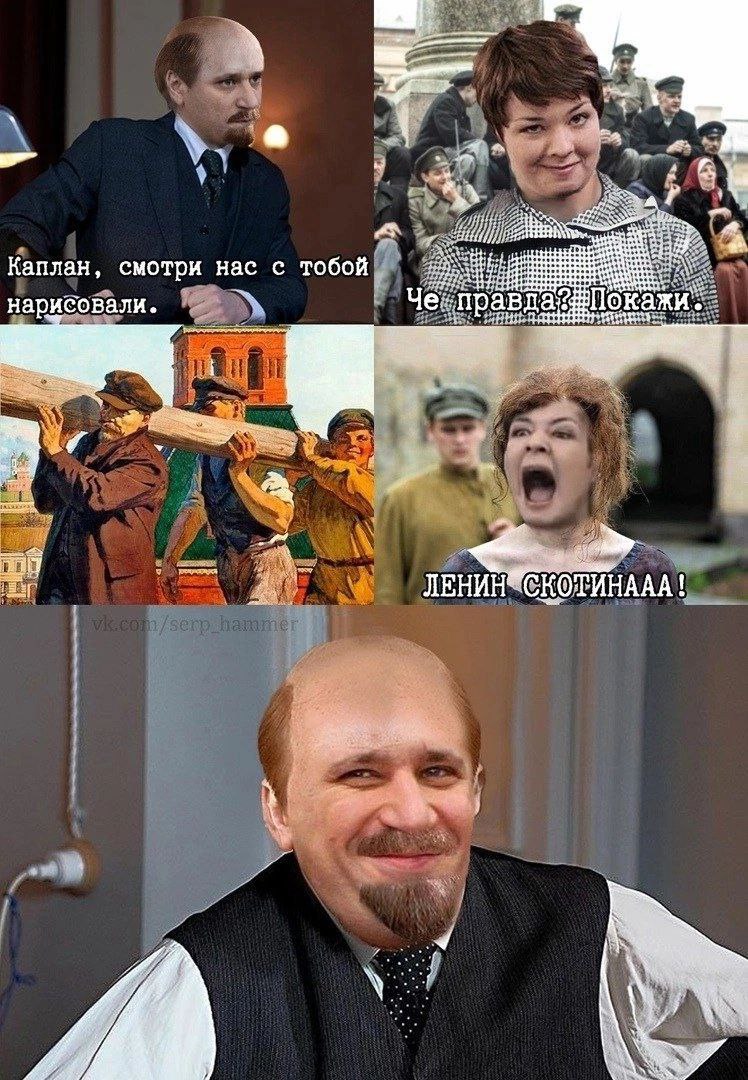 Каплан, смотри нас с тобой
нарисовали.
Че правда? Покажи.
ЛЕНИН СКОТИНААА!
vk.com/serp_hammer